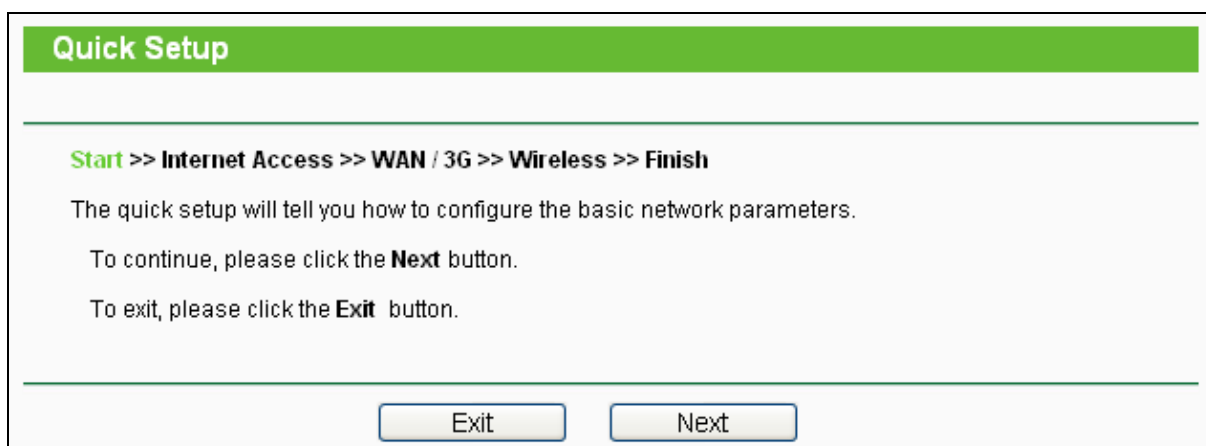 Quick Setup
Start >> Internet Access >> WAN / 3G >> Wireless >> Finish
The quick setup will tell you how to configure the basic network parameters.
To continue, please click the Next button.
To exit, please click the Exit button.
Exit Next